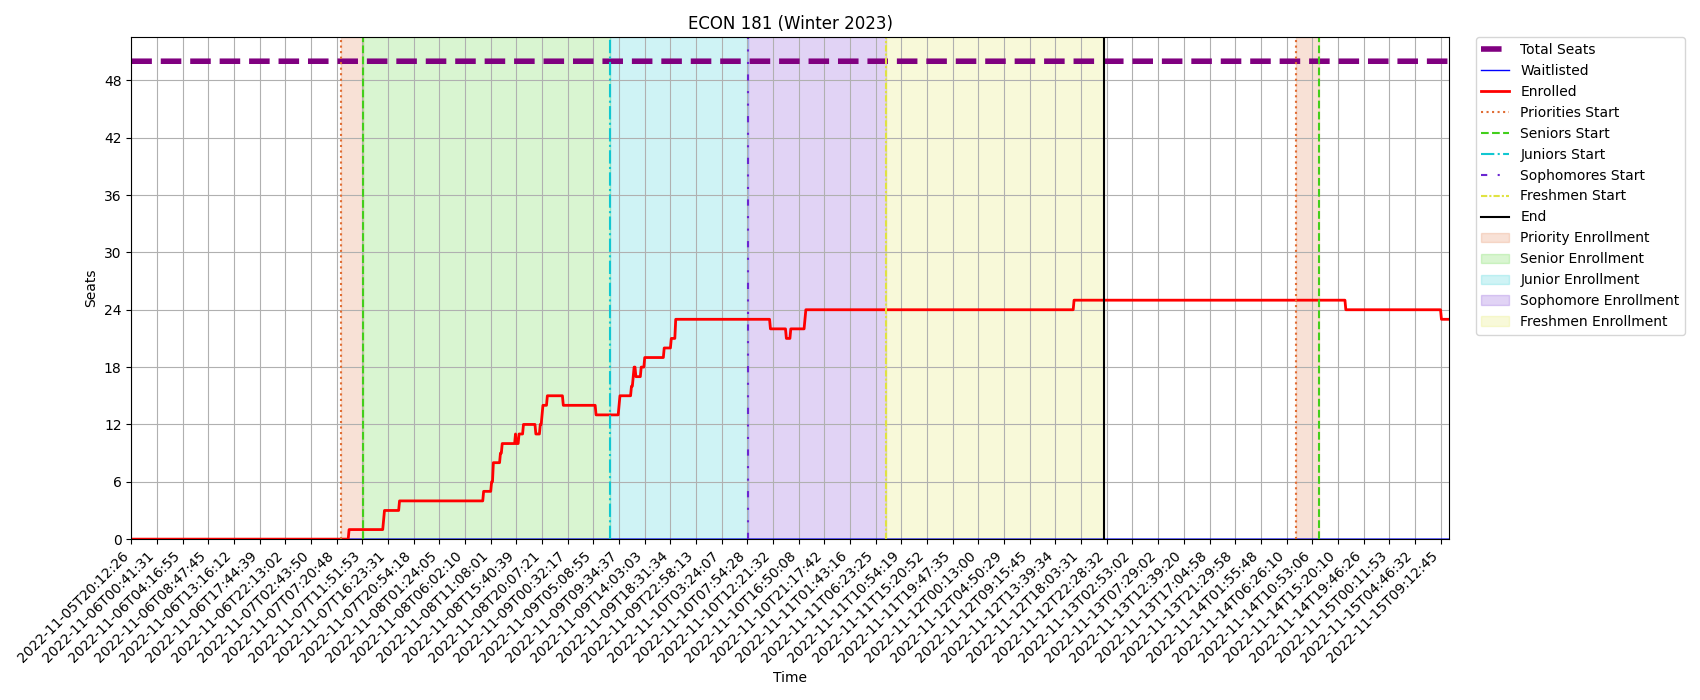 ECON 181 (Winter 2023)
Seats
48
42
36
30
24
18
12
6
0
2022-11-05T20:12:26
2022-11-06T00:41:31
2022-11-06T04:16:55
2022-11-06T08:47:45
2022-11-06T13:16:12
2022-11-06T17:44:39
2022-11-06T22:13:02
2022-11-07T02:43:50
2022-11-07T07:20:48
2022-11-07T11:51:53
2022-11-07T16:23:31
2022-11-07T20:54:18
2022-11-08T01:24:05
2022-11-08T06:02:10
2022-11-08T11:08:01
2022-11-08T15:40:39
2022-11-08T20:07:21
2022-11-09T00:32:17
2022-11-09T05:08:55
2022-11-09T09:34:37
2022-11-09T14:03:03
2022-11-09T18:31:34
2022-11-09T22:58:13
2022-11-10T03:24:07
2022-11-10T07:54:28
2022-11-10T12:21:32
2022-11-10T16:50:08
2022-11-10T21:17:42
2022-11-11T01:43:16
2022-11-11T06:23:25
2022-11-11T10:54:19
2022-11-11T15:20:52
2022-11-11T19:47:35
2022-11-12T00:13:00
2022-11-12T04:50:29
2022-11-12T09:15:45
2022-11-12T13:39:34
2022-11-12T18:03:31
2022-11-12T22:28:32
2022-11-13T02:53:02
2022-11-13T07:29:02
2022-11-13T12:39:20
2022-11-13T17:04:58
2022-11-13T21:29:58
2022-11-14T01:55:48
2022-11-14T06:26:10
2022-11-14T10:53:06
2022-11-14T15:20:10
2022-11-14T19:46:26
2022-11-15T00:11:53
2022-11-15T04:46:32
2022-11-15T09:12:45
Time
Total Seats
Waitlisted
Enrolled
Priorities Start
Seniors Start
Juniors Start
Sophomores Start
Freshmen Start
End
Priority Enrollment
Senior Enrollment
Junior Enrollment
Sophomore Enrollment
Freshmen Enrollment